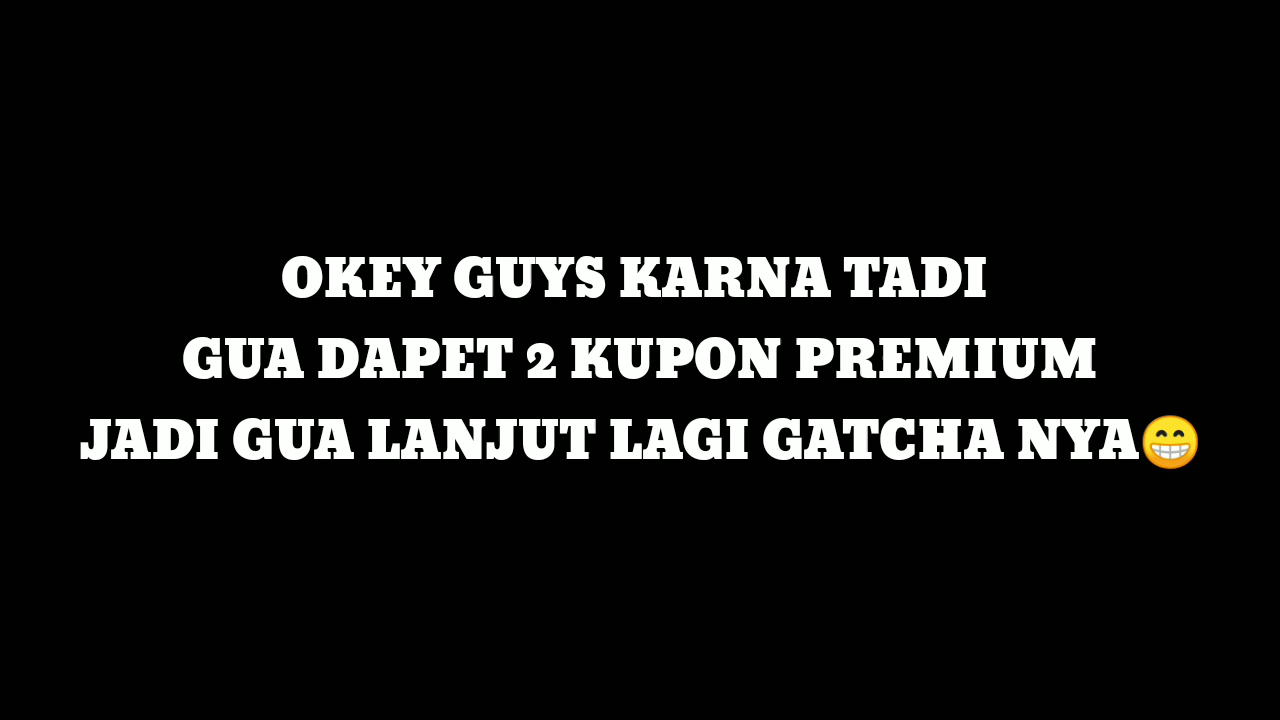 OKEY GUYS KARNA TADI
GUA DAPET 2 KUPON PREMIUM
JADI GUA LANJUT LAGI GATCHA NYA😁